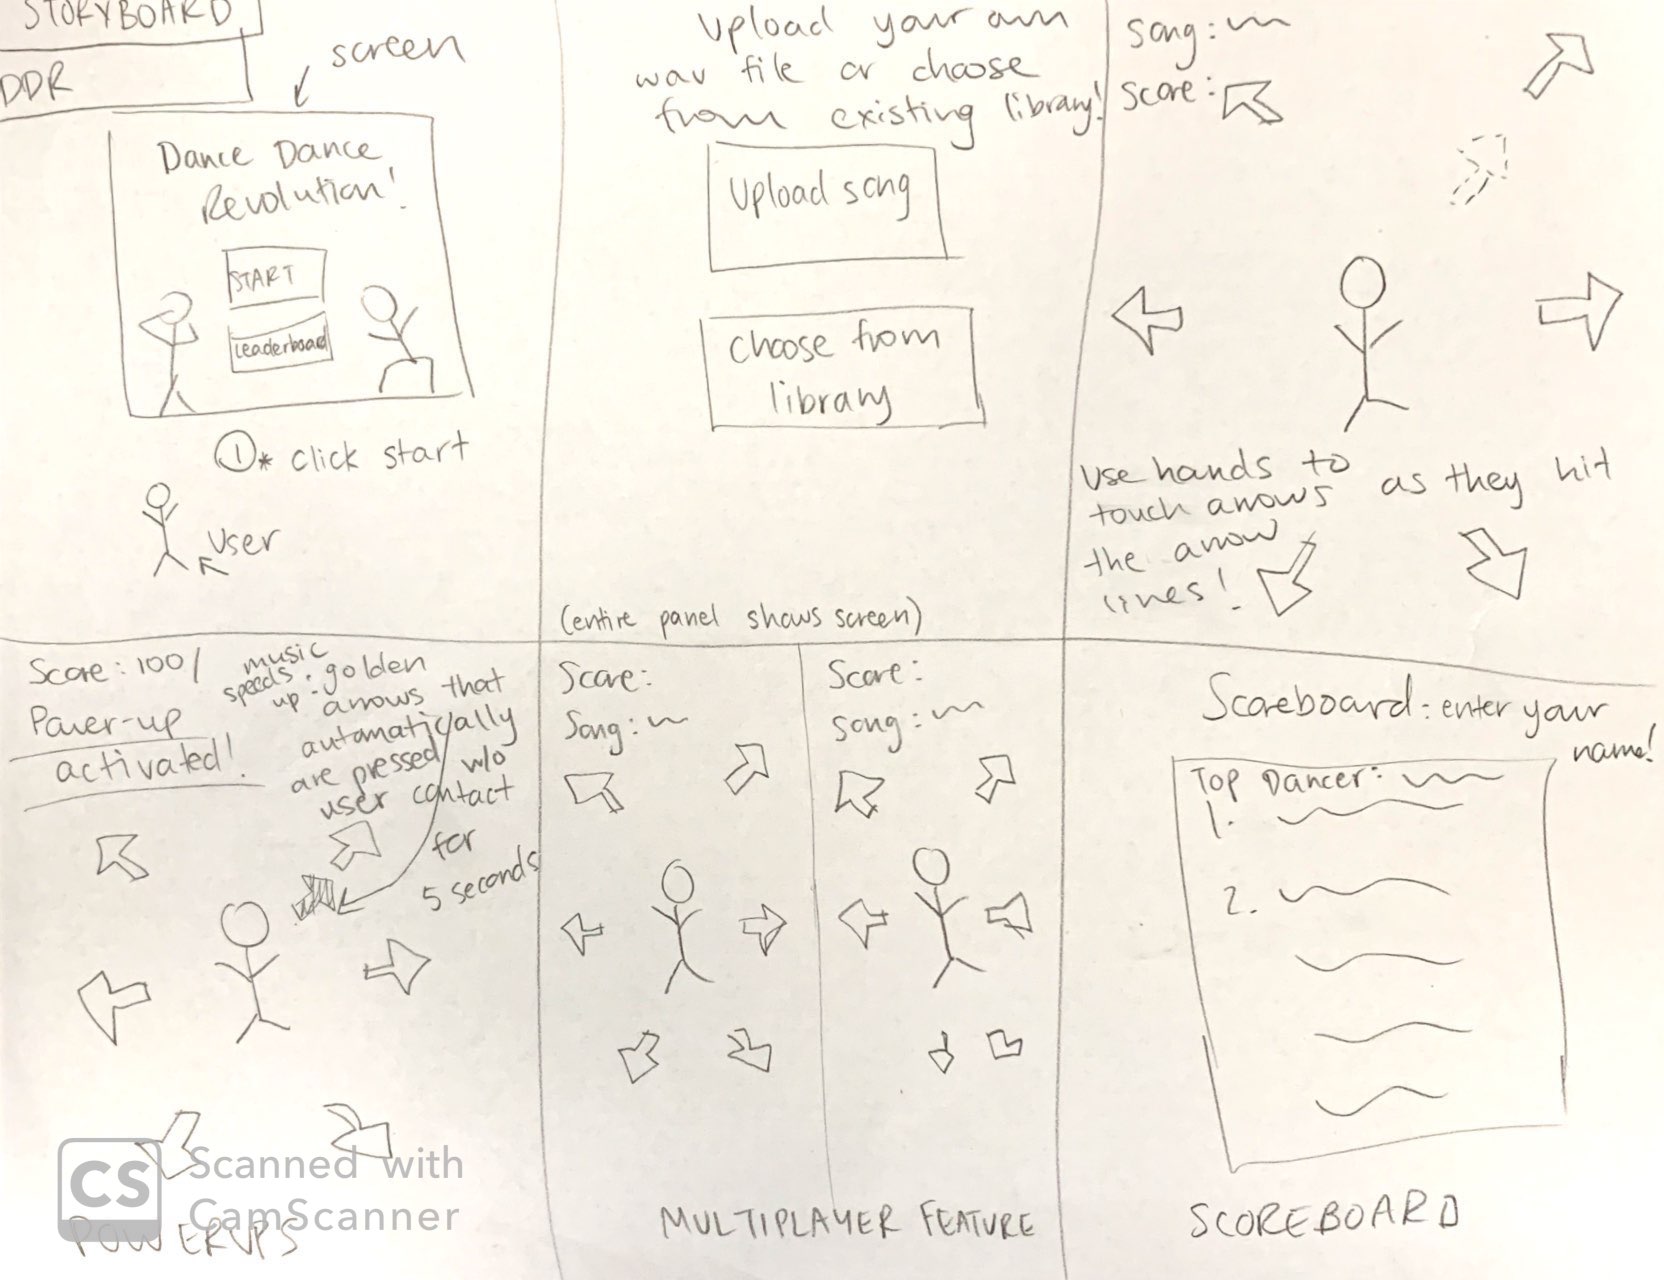 STORYBOARD
DDR
screen
Dance Dance
Revolution!
START
Leaderboard
1* click start
User
Upload your own
wav file or choose
from existing library!
Upload song
choose from
library
(entire panel shows screen)
Song:
Score:
Use hands to
touch arrows as they hit
the arrow
lines!
Score: 100/
Power-up
activated!
music
speeds
up
golden
arrows that
automatically
are pressed w/o
user contact
for
5 seconds
POWERUPS
Score:
Song:
Score:
Song:
MULTIPLAYER FEATURE
Scoreboard: enter your
name!
Top Dancer:
1.
2.
SCOREBOARD
CS
Scanned with
CamScanner